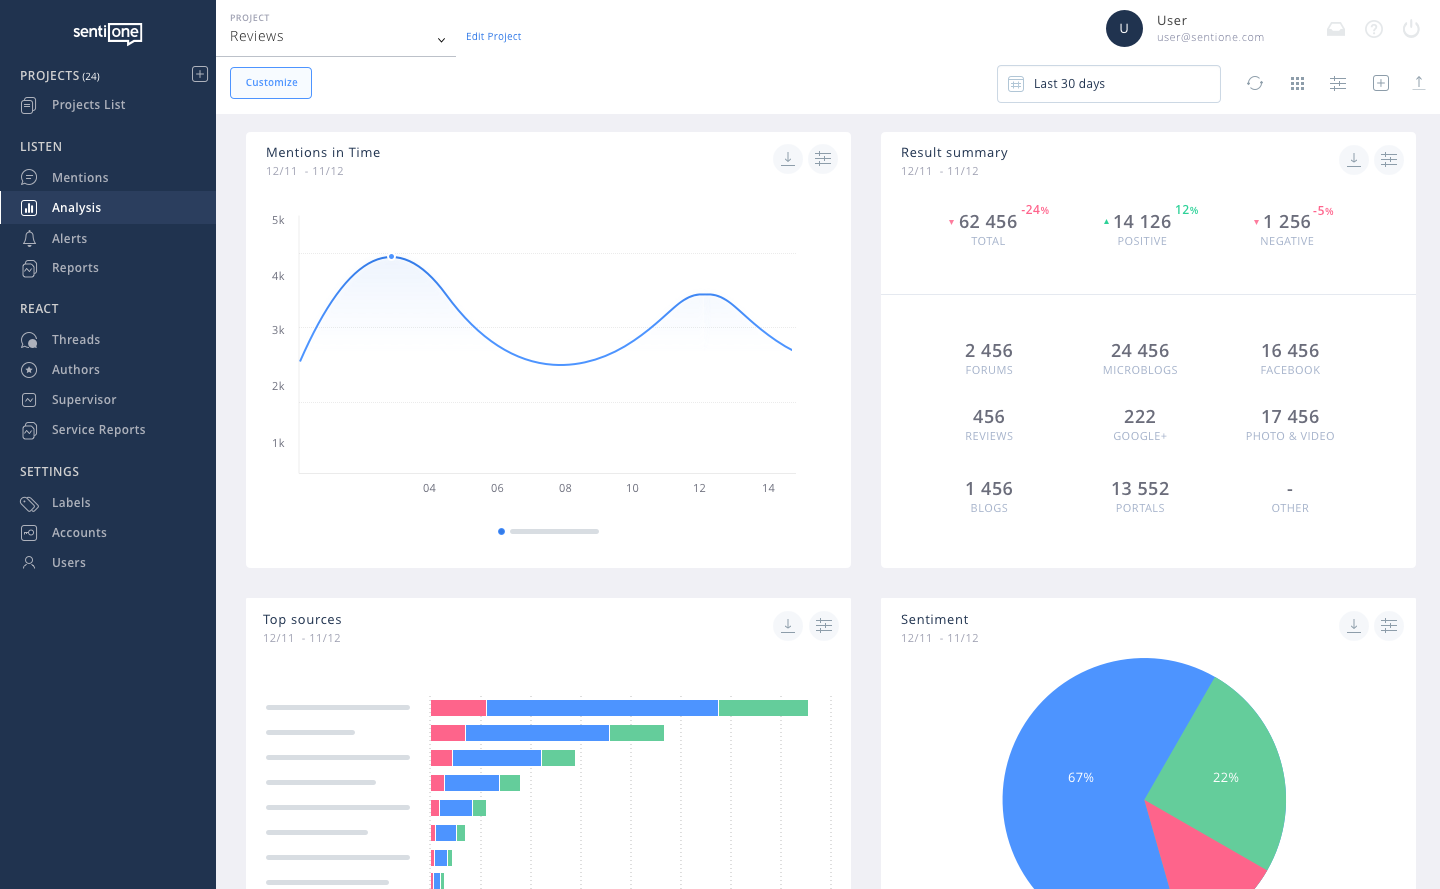 sentione
PROJECTS (24)
Projects List
LISTEN
Mentions
Analysis
Alerts
Reports
REACT
Threads
Authors
Supervisor
Service Reports
SETTINGS
Labels
Accounts
Users
PROJECT
Reviews
Edit Project
U
User
user@sentione.com
Customize
Last 30 days
Mentions in Time
12/11 - 11/12
5k
4k
3k
2k
1k
04 06 08 10 12 14
Result summary
12/11 - 11/12
62 456 -24%
TOTAL
14 126 12%
POSITIVE
1 256 -5%
NEGATIVE
2 456
FORUMS
24 456
MICROBLOGS
16 456
FACEBOOK
456
REVIEWS
222
GOOGLE+
17 456
PHOTO & VIDEO
1 456
BLOGS
13 552
PORTALS
-
OTHER
Top sources
12/11 - 11/12
Sentiment
12/11 - 11/12
67%
22%